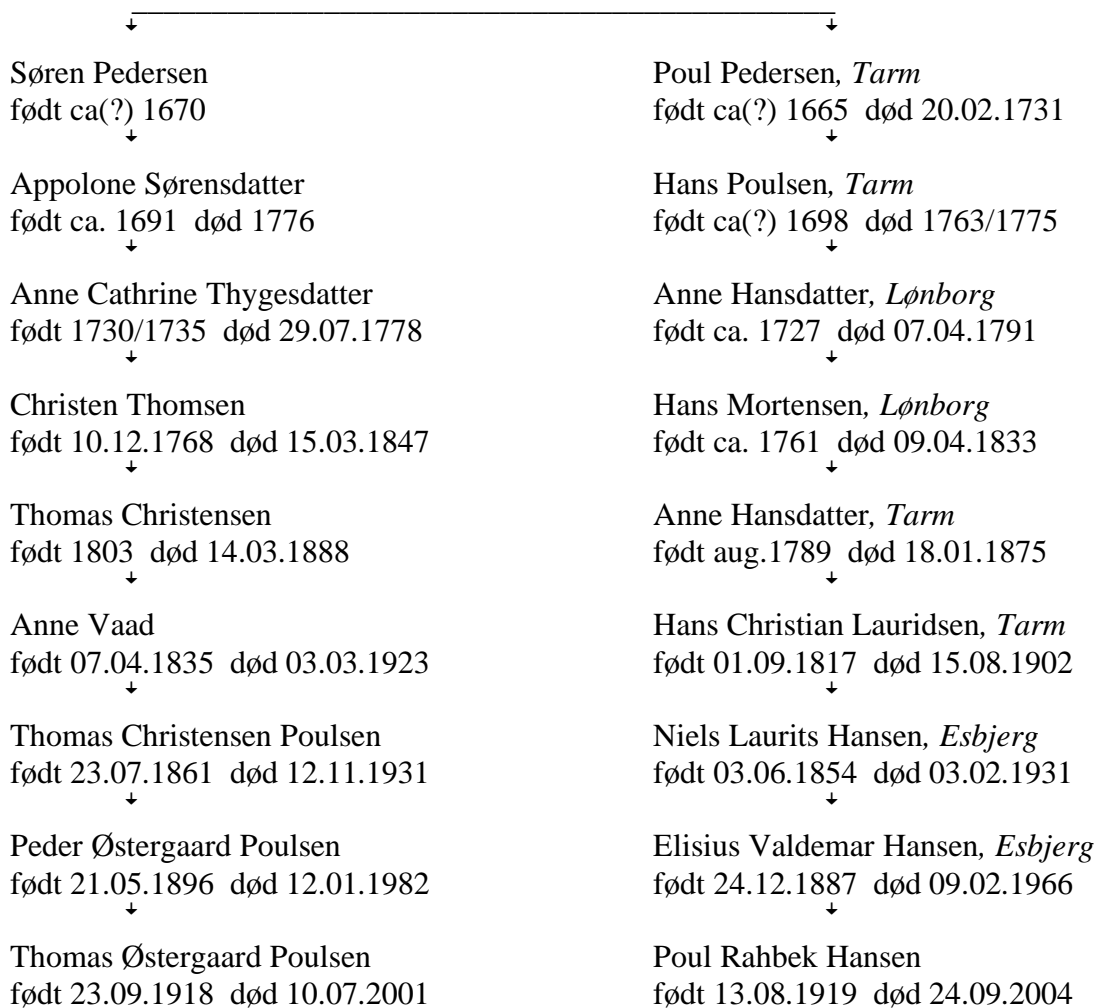 Søren Pedersen
født ca(?) 1670
Appolone Sørensdatter
født ca. 1691 død 1776
Anne Cathrine Thygesdatter
født 1730/1735 død 29.07.1778
Christen Thomsen
født 10.12.1768 død 15.03.1847
Thomas Christensen
født 1803 død 14.03.1888
Anne Vaad
født 07.04.1835 død 03.03.1923
Thomas Christensen Poulsen
født 23.07.1861 død 12.11.1931
Peder Østergaard Poulsen
født 21.05.1896 død 12.01.1982
Thomas Østergaard Poulsen
født 23.09.1918 død 10.07.2001
Poul Pedersen, Tarm
født ca(?) 1665 død 20.02.1731
Hans Poulsen, Tarm
født ca(?) 1698 død 1763/1775
Anne Hansdatter, Lønborg
født ca. 1727 død 07.04.1791
Hans Mortensen, Lønborg
født ca. 1761 død 09.04.1833
Anne Hansdatter, Tarm
født aug.1789 død 18.01.1875
Hans Christian Lauridsen, Tarm
født 01.09.1817 død 15.08.1902
Niels Laurits Hansen, Esbjerg
født 03.06.1854 død 03.02.1931
Elisius Valdemar Hansen, Esbjerg
født 24.12.1887 død 09.02.1966
Poul Rahbek Hansen
født 13.08.1919 død 24.09.2004